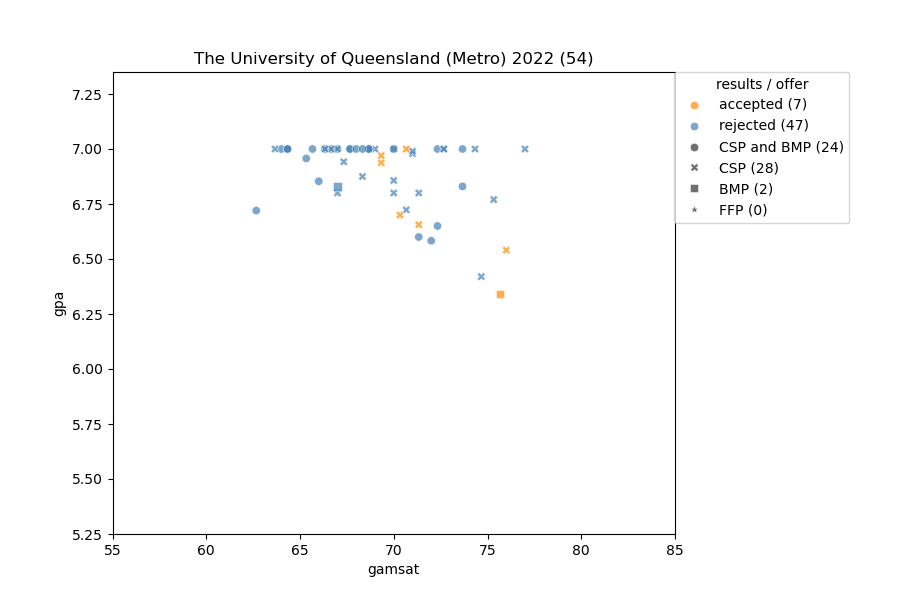 The University of Queensland (Metro) 2022 (54)
results / offer
accepted (7)
rejected (47)
CSP and BMP (24)
CSP (28)
BMP (2)
FFP (0)
7.25
7.00
6.75
6.50
6.25
6.00
5.75
5.50
5.25
gpa
55 60 65 70 75 80 85
gamsat